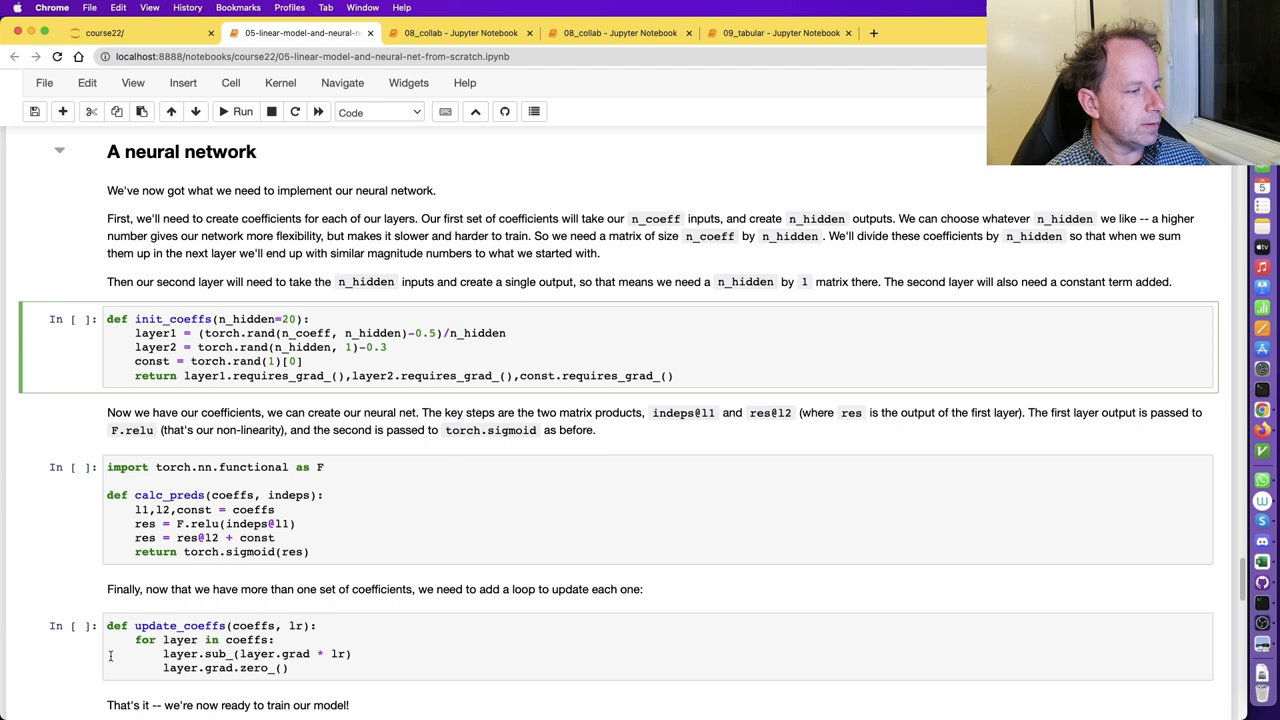 Chrome File Edit View History Bookmarks Profiles Tab Window Help
course22/ 05-linear-model-and-neural-n 08_collab - Jupyter Notebook 08_collab - Jupyter Notebook 09_tabular - Jupyter Notebook
localhost:8888/notebooks/course22/05-linear-model-and-neural-net-from-scratch.ipynb
File Edit View Insert Cell Kernel Navigate Widgets Help
Run Code
A neural network
We've now got what we need to implement our neural network.
First, we'll need to create coefficients for each of our layers. Our first set of coefficients will take our n_coeff inputs, and create n_hidden outputs. We can choose whatever n_hidden we like -- a higher
number gives our network more flexibility, but makes it slower and harder to train. So we need a matrix of size n_coeff by n_hidden. We'll divide these coefficients by n_hidden so that when we sum
them up in the next layer we'll end up with similar magnitude numbers to what we started with.
Then our second layer will need to take the n_hidden inputs and create a single output, so that means we need a n_hidden by 1 matrix there. The second layer will also need a constant term added.
In [ ]: def init_coeffs(n_hidden=20):
layer1 = (torch.rand(n_coeff, n_hidden)-0.5)/n_hidden
layer2 = torch.rand(n_hidden, 1)-0.3
const = torch.rand(1)[0]
return layer1.requires_grad_(),layer2.requires_grad_(),const.requires_grad_()
Now we have our coefficients, we can create our neural net. The key steps are the two matrix products, indeps@l1 and res@l2 (where res is the output of the first layer). The first layer output is passed to
F.relu (that's our non-linearity), and the second is passed to torch.sigmoid as before.
In [ ]: import torch.nn.functional as F
def calc_preds(coeffs, indeps):
l1,l2,const = coeffs
res = F.relu(indeps@l1)
res = res@l2 + const
return torch.sigmoid(res)
Finally, now that we have more than one set of coefficients, we need to add a loop to update each one:
In [ ]: def update_coeffs(coeffs, lr):
for layer in coeffs:
layer.sub_(layer.grad * lr)
layer.grad.zero_()
That's it -- we're now ready to train our model!